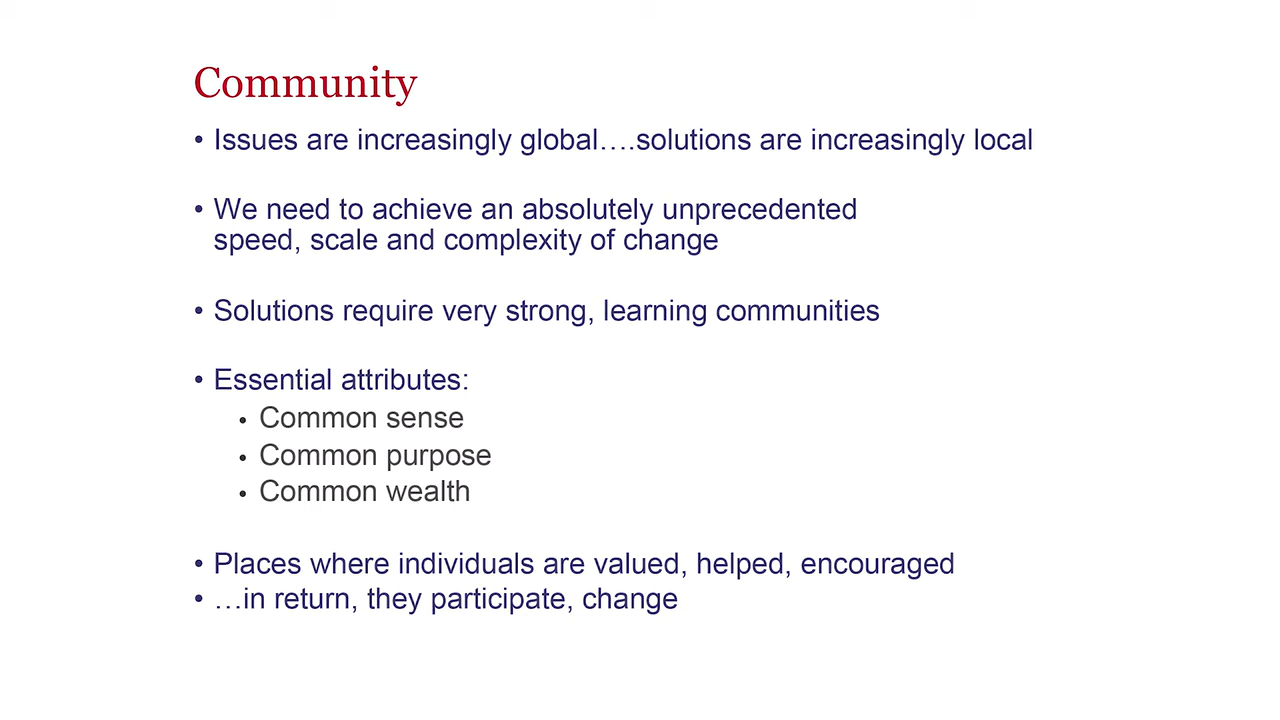 Community
• Issues are increasingly global….solutions are increasingly local
• We need to achieve an absolutely unprecedented
speed, scale and complexity of change
• Solutions require very strong, learning communities
• Essential attributes:
• Common sense
• Common purpose
• Common wealth
• Places where individuals are valued, helped, encouraged
• …in return, they participate, change